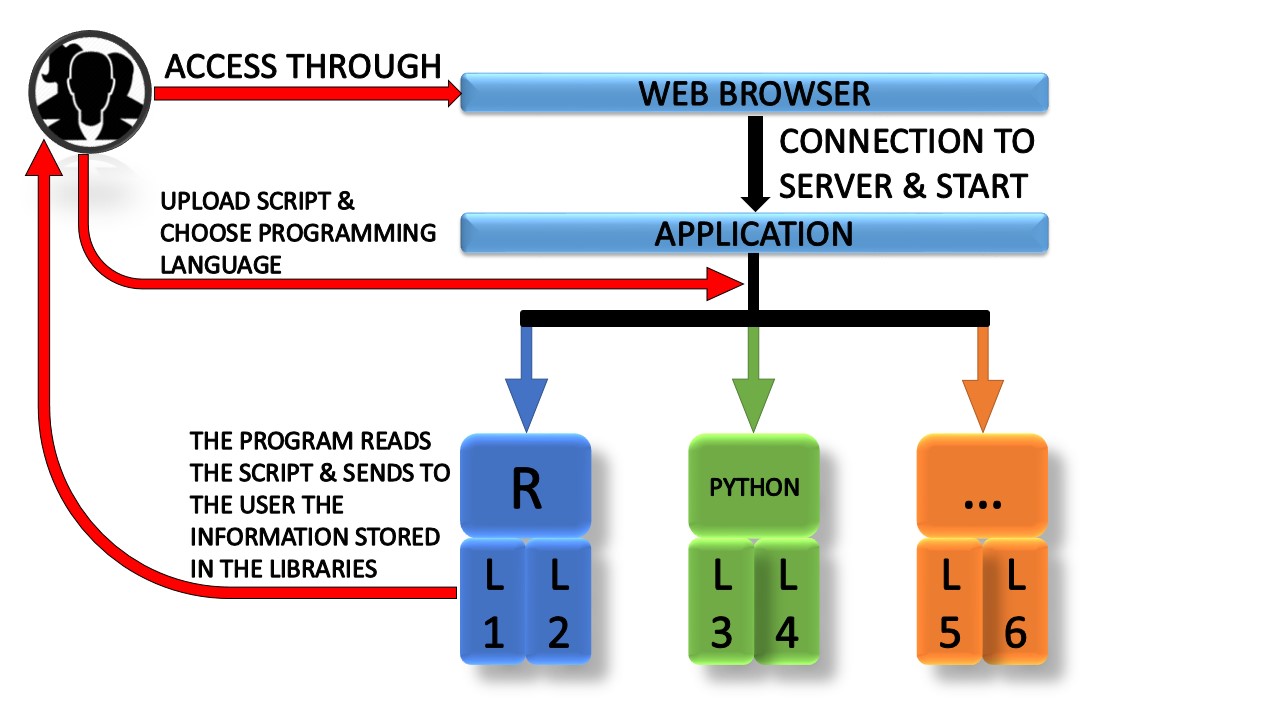 ACCESS THROUGH
WEB BROWSER
CONNECTION TO
SERVER & START
UPLOAD SCRIPT &
CHOOSE PROGRAMMING
LANGUAGE
APPLICATION
THE PROGRAM READS
THE SCRIPT & SENDS TO
THE USER THE
INFORMATION STORED
IN THE LIBRARIES
R
PYTHON
...
L L L L L L
1 2 3 4 5 6